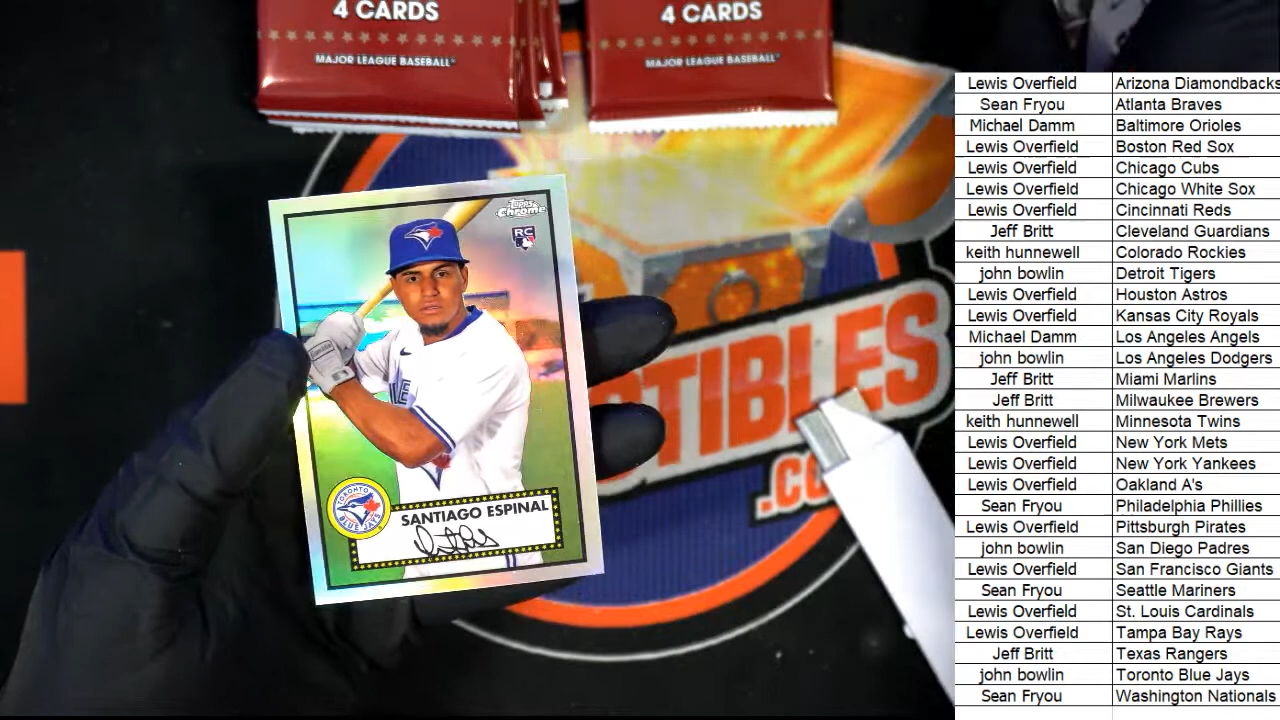 4 CARDS
MAJOR LEAGUE BASEBALL
4 CARDS
MAJOR LEAGUE BASEBALL
TOPPS
Chrome
RC
TORONTO
BLUE JAYS
SANTIAGO ESPINAL
TIBLES
.CO
Lewis Overfield Arizona Diamondbacks
Sean Fryou Atlanta Braves
Michael Damm Baltimore Orioles
Lewis Overfield Boston Red Sox
Lewis Overfield Chicago Cubs
Lewis Overfield Chicago White Sox
Lewis Overfield Cincinnati Reds
Jeff Britt Cleveland Guardians
keith hunnewell Colorado Rockies
john bowlin Detroit Tigers
Lewis Overfield Houston Astros
Lewis Overfield Kansas City Royals
Michael Damm Los Angeles Angels
john bowlin Los Angeles Dodgers
Jeff Britt Miami Marlins
Jeff Britt Milwaukee Brewers
keith hunnewell Minnesota Twins
Lewis Overfield New York Mets
Lewis Overfield New York Yankees
Lewis Overfield Oakland A's
Sean Fryou Philadelphia Phillies
Lewis Overfield Pittsburgh Pirates
john bowlin San Diego Padres
Lewis Overfield San Francisco Giants
Sean Fryou Seattle Mariners
Lewis Overfield St. Louis Cardinals
Lewis Overfield Tampa Bay Rays
Jeff Britt Texas Rangers
john bowlin Toronto Blue Jays
Sean Fryou Washington Nationals